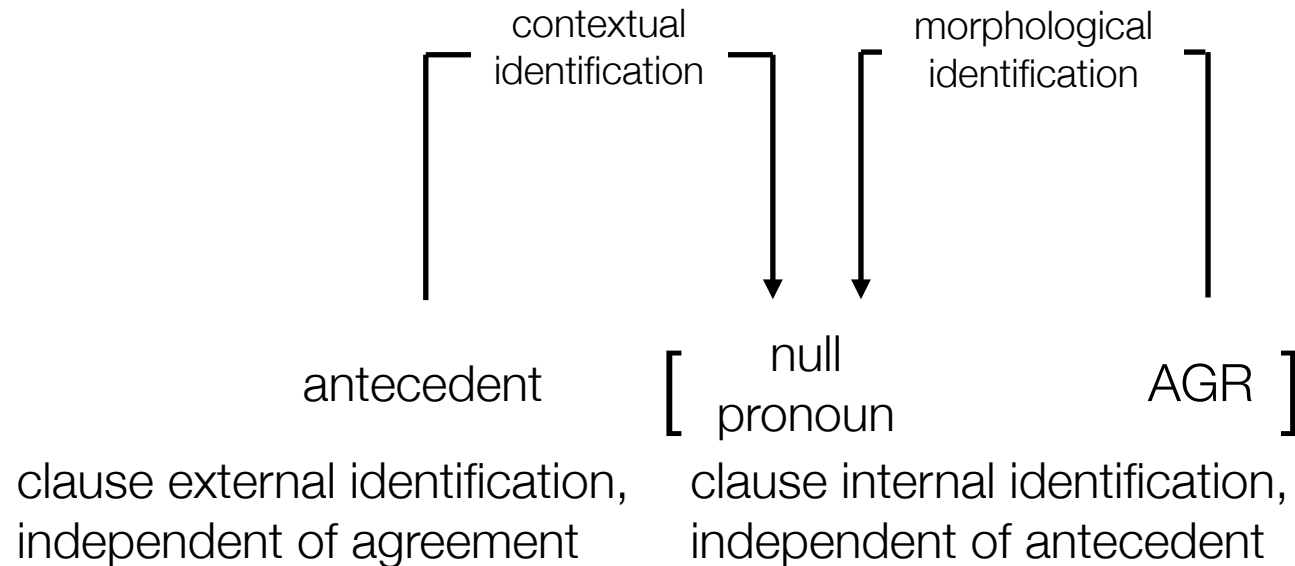 contextual
identification
morphological
identification
antecedent
[ null
pronoun
AGR ]
clause external identification,
independent of agreement
clause internal identification,
independent of antecedent